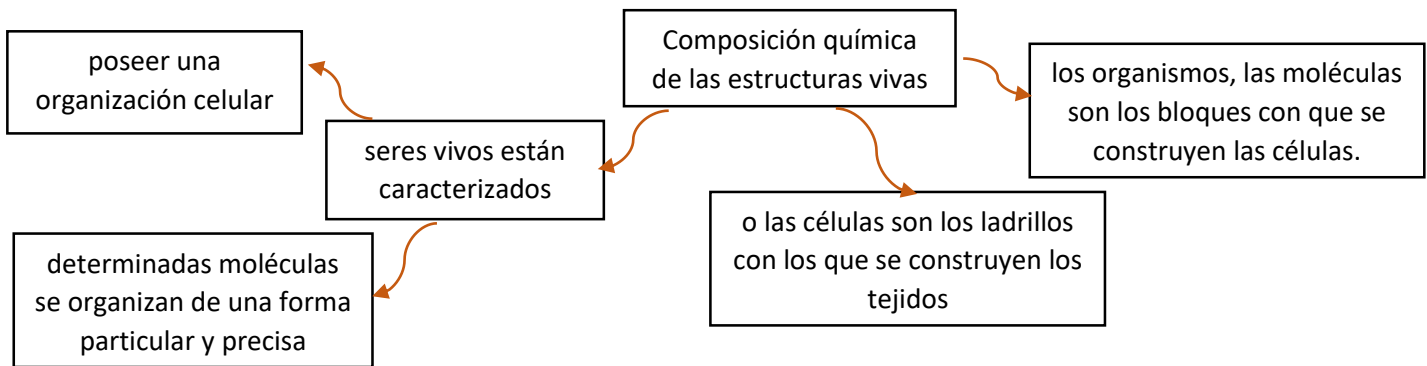 Composición química
de las estructuras vivas
poseer una
organización celular
los organismos, las moléculas
son los bloques con que se
construyen las células.
seres vivos están
caracterizados
o las células son los ladrillos
con los que se construyen los
tejidos
determinadas moléculas
se organizan de una forma
particular y precisa